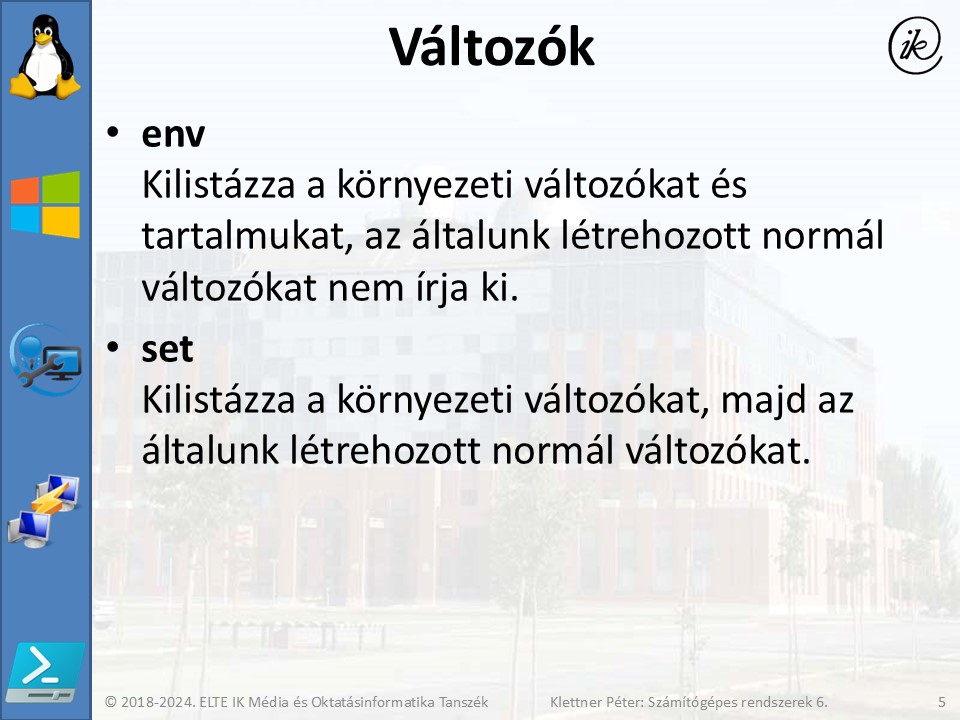 Változók
ik
• env
Kilistázza a környezeti változókat és
tartalmukat, az általunk létrehozott normál
változókat nem írja ki.
• set
Kilistázza a környezeti változókat, majd az
általunk létrehozott normál változókat.
© 2018-2024. ELTE IK Média és Oktatásinformatika Tanszék
Klettner Péter: Számítógépes rendszerek 6.
5